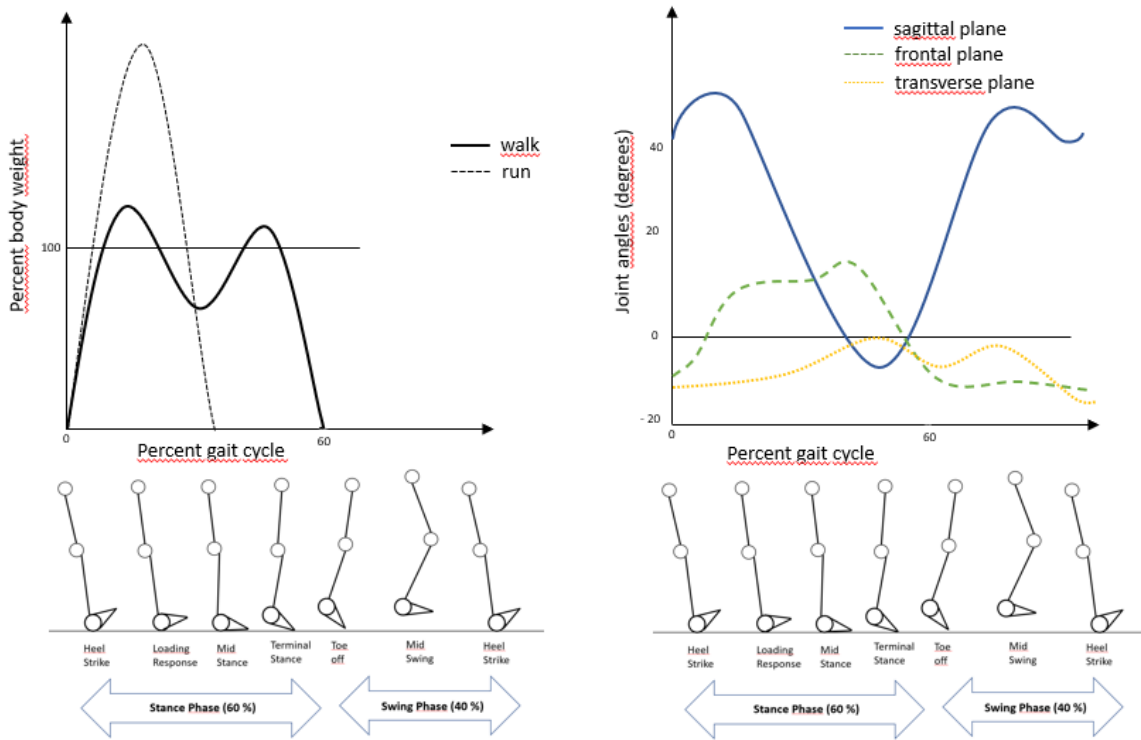 Percent body weight
walk
run
100
0
60
Percent gait cycle
Heel
Strike
Loading
Response
Mid
Stance
Terminal
Stance
Toe
off
Mid
Swing
Heel
Strike
Stance Phase (60 %)
Swing Phase (40 %)
sagittal plane
frontal plane
transverse plane
Joint angles (degrees)
40
20
0
- 20
0
60
Percent gait cycle
Heel
Strike
Loading
Response
Mid
Stance
Terminal
Stance
Toe
off
Mid
Swing
Heel
Strike
Stance Phase (60 %)
Swing Phase (40 %)